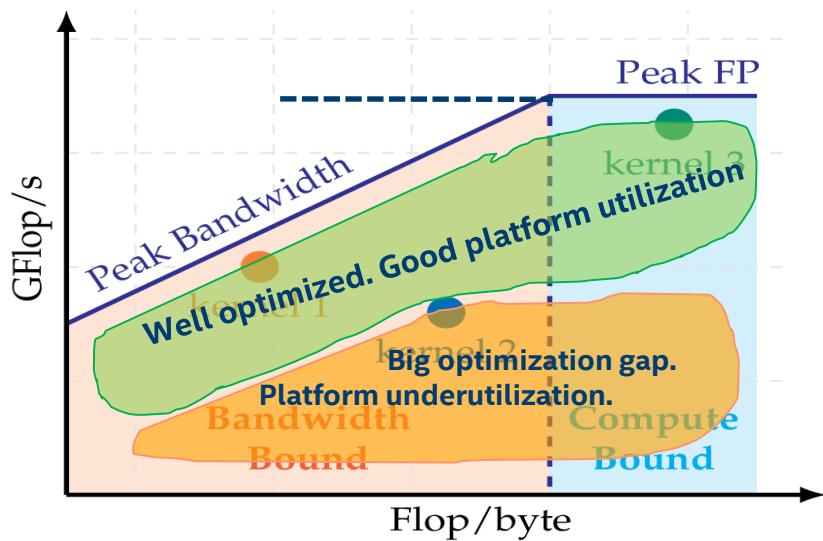 Peak FP
Peak Bandwidth
GFlop/s
kernel 3
Well optimized. Good platform utilization
kernel 1
kernel 2
Big optimization gap.
Platform underutilization.
Bandwidth
Bound
Compute
Bound
Flop/byte